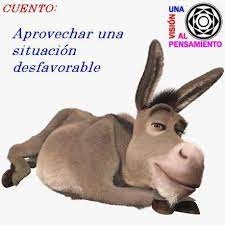 CUENTO:
Aprovechar una
situación
desfavorable
UNA
VISIÓN
AL
PENSAMIENTO